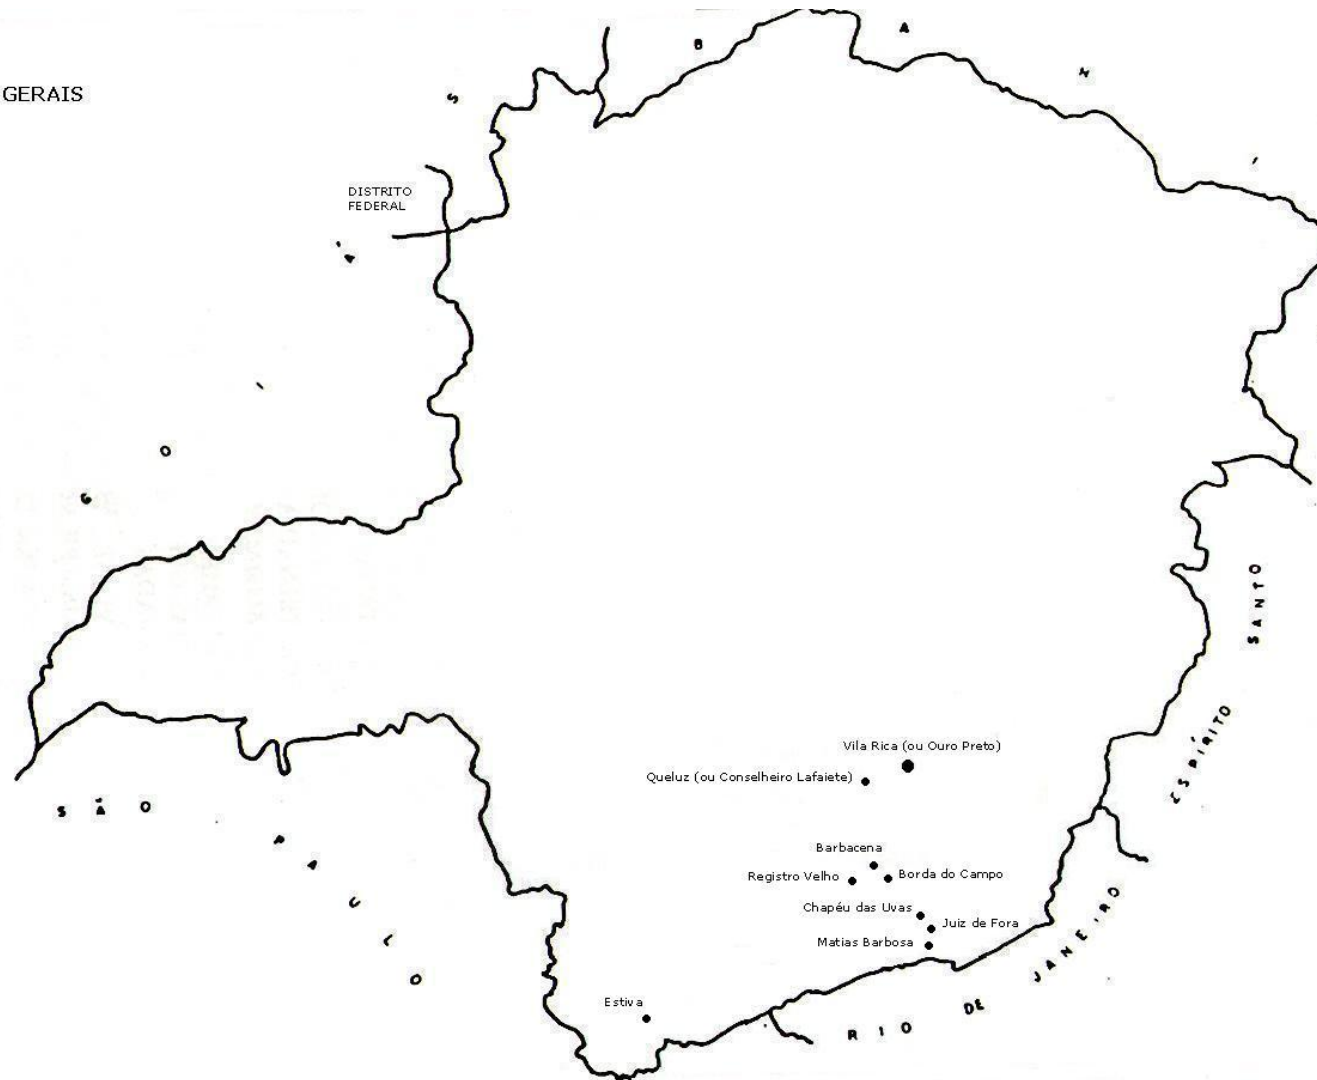 B A H I A
GERAIS
DISTRITO
FEDERAL
G O I Á S
ESPÍRITO SANTO
Vila Rica (ou Ouro Preto)
Queluz (ou Conselheiro Lafaiete)
SÃO PAULO
Barbacena
Registro Velho
Borda do Campo
Chapéu das Uvas
Juiz de Fora
Matias Barbosa
Estiva
RIO DE JANEIRO